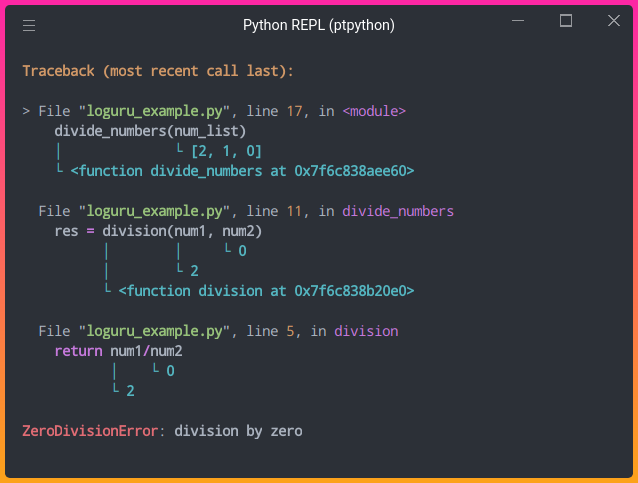 Python REPL (ptpython)
Traceback (most recent call last):
> File "loguru_example.py", line 17, in <module>
divide_numbers(num_list)
│              └ [2, 1, 0]
└ <function divide_numbers at 0x7f6c838aee60>
File "loguru_example.py", line 11, in divide_numbers
res = division(num1, num2)
│        │     └ 0
│        └ 2
└ <function division at 0x7f6c838b20e0>
File "loguru_example.py", line 5, in division
return num1/num2
│    └ 0
└ 2
ZeroDivisionError: division by zero